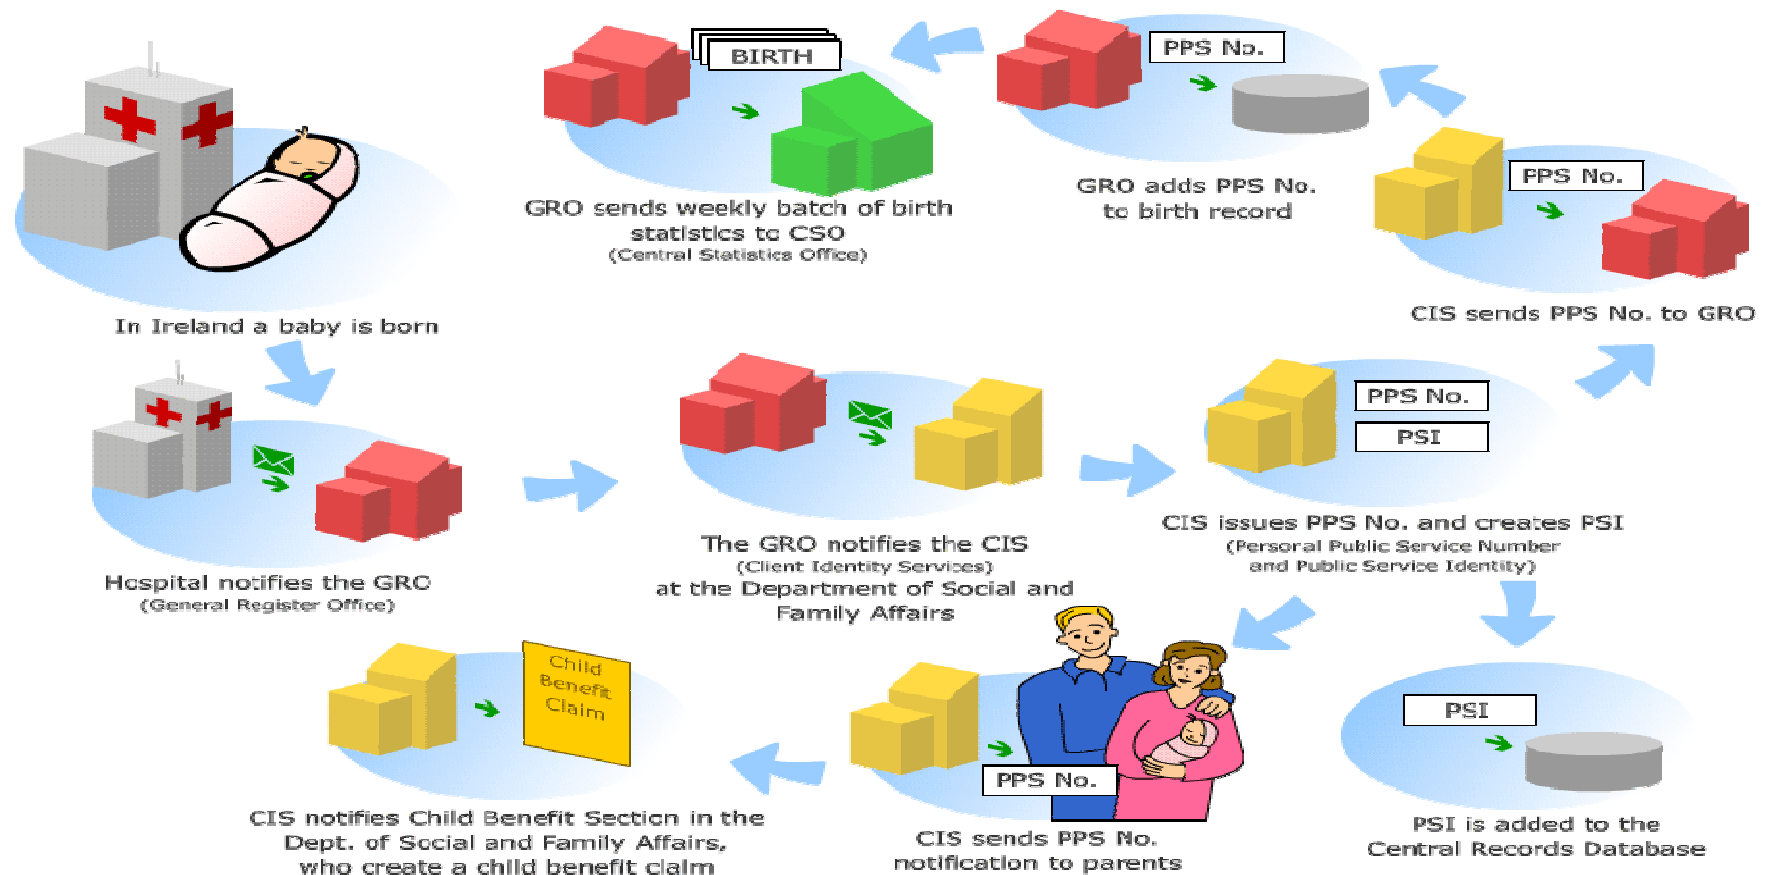 In Ireland a baby is born
Hospital notifies the GRO
(General Register Office)
The GRO notifies the CIS
(Client Identity Services)
at the Department of Social and
Family Affairs
PPS No.
PSI
CIS issues PPS No. and creates PSI
(Personal Public Service Number
and Public Service Identity)
PPS No.
CIS sends PPS No. to GRO
PPS No.
GRO adds PPS No.
to birth record
BIRTH
GRO sends weekly batch of birth
statistics to CSO
(Central Statistics Office)
PSI
PSI is added to the
Central Records Database
PPS No.
CIS sends PPS No.
notification to parents
Child
Benefit
Claim
CIS notifies Child Benefit Section in the
Dept. of Social and Family Affairs,
who create a child benefit claim